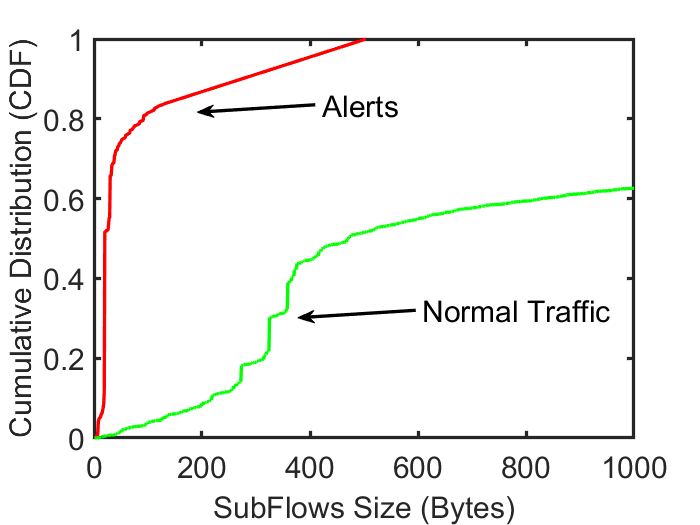 Cumulative Distribution (CDF)
1
0.8
0.6
0.4
0.2
0
Alerts
Normal Traffic
0 200 400 600 800 1000
SubFlows Size (Bytes)